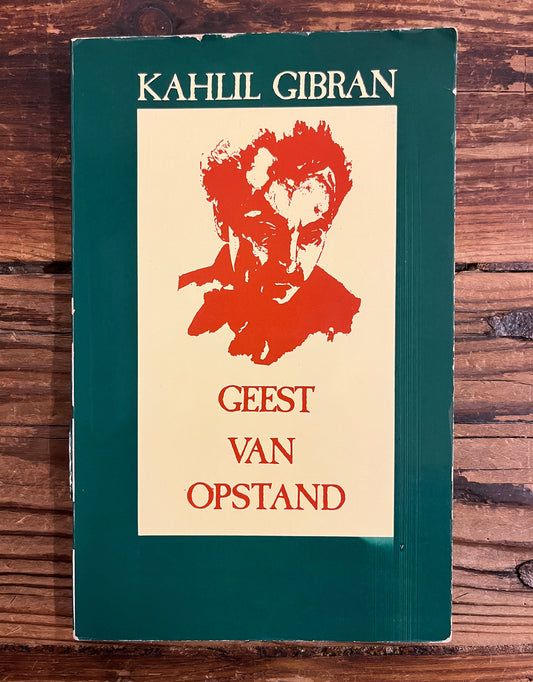 KAHLIL GIBRAN
GEEST
VAN
OPSTAND